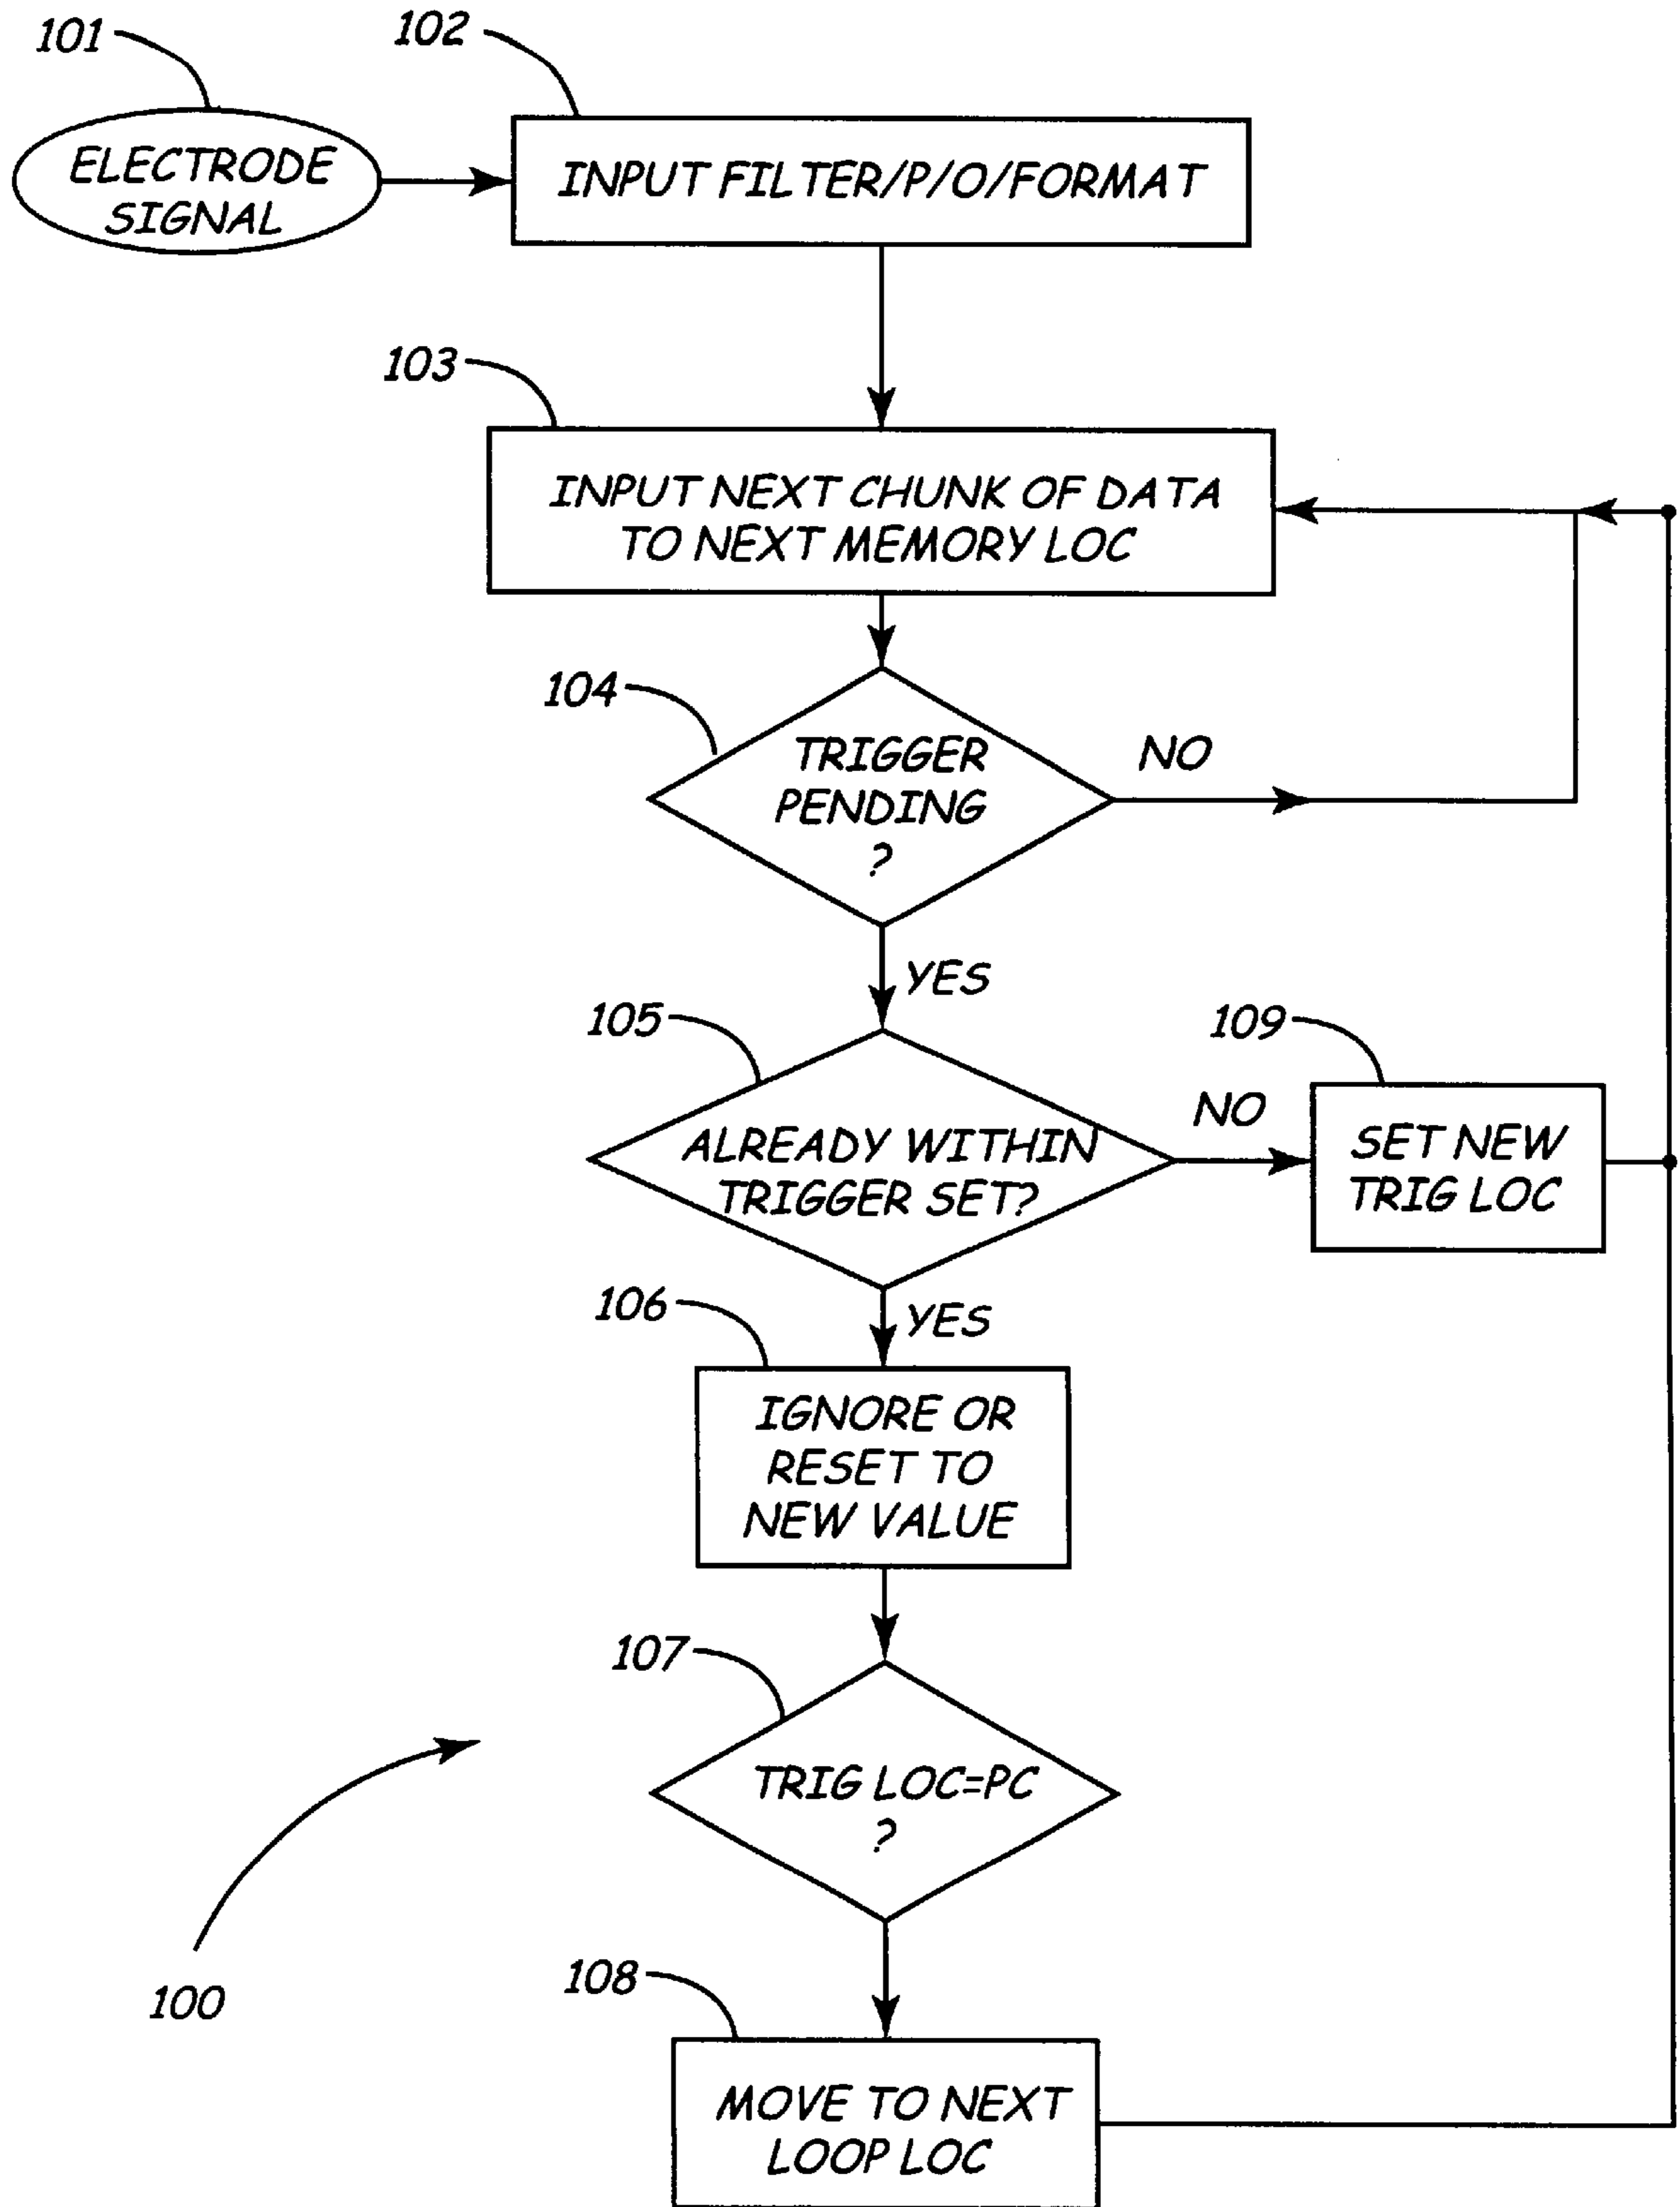 101
102
ELECTRODE
SIGNAL
INPUT FILTER/P/O/FORMAT
103
INPUT NEXT CHUNK OF DATA
TO NEXT MEMORY LOC
104
TRIGGER
PENDING
?
NO
YES
105
109
ALREADY WITHIN
TRIGGER SET?
NO
SET NEW
TRIG LOC
YES
106
IGNORE OR
RESET TO
NEW VALUE
107
TRIG LOC=PC
?
100
108
MOVE TO NEXT
LOOP LOC